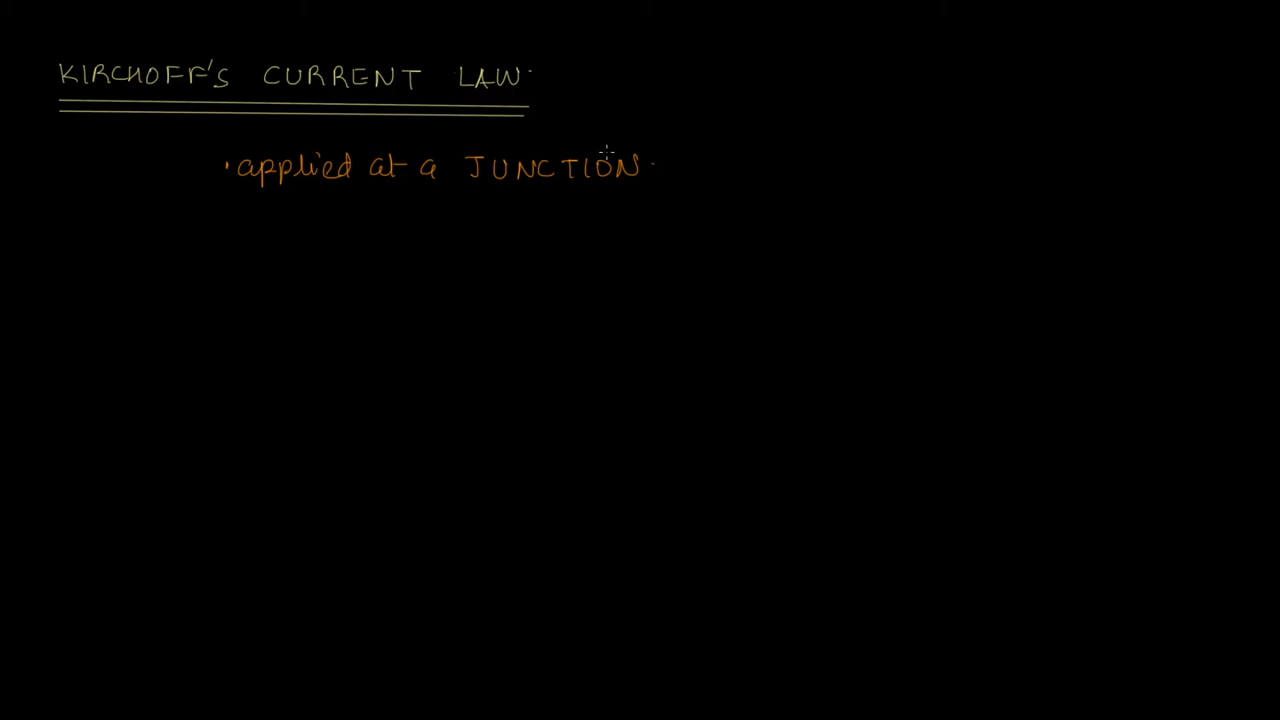 KIRCHOFF'S CURRENT LAW.
· applied at a JUNCTION.